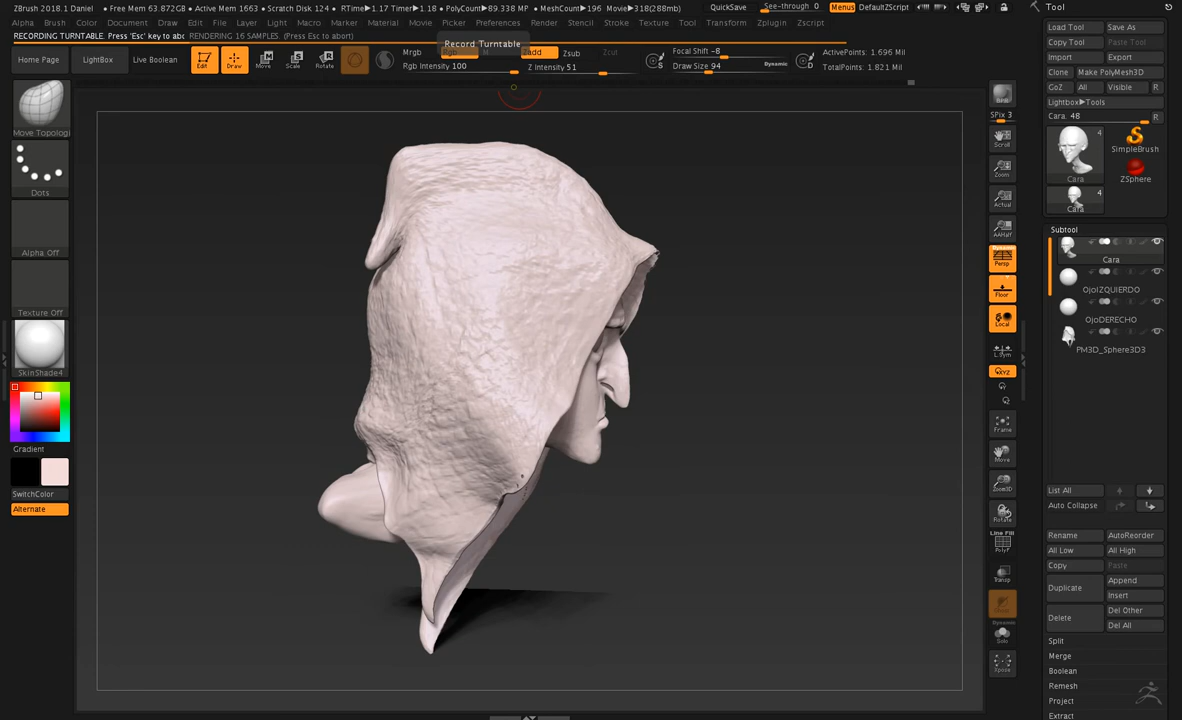 ZBrush 2018.1 Daniel • Free Mem 63.872GB • Active Mem 1663 • Scratch Disk 124 • RTime▶1.17 Timer▶1.18 • PolyCount▶89.338 MP • MeshCount▶196 Movie▶318(288mb) QuickSave See-through 0 Menus DefaultZScript Tool
Alpha Brush Color Document Draw Edit File Layer Light Macro Marker Material Movie Picker Preferences Render Stencil Stroke Texture Tool Transform Zplugin Zscript
RECORDING TURNTABLE. Press 'Esc' key to abo RENDERING 16 SAMPLES. (Press Esc to abort)
Record Turntable
Home Page LightBox Live Boolean Edit Draw Move Scale Rotate
Mrgb M Zadd Zsub Zcut
Rgb Intensity 100 Z Intensity 51
Focal Shift -8
Draw Size 94 Dynamic
S D
ActivePoints: 1.696 Mil
TotalPoints: 1.821 Mil
Move Topologi
Dots
Alpha Off
Texture Off
SkinShade4
Gradient
SwitchColor
Alternate
BPR
SPix 3
Scroll
Zoom
Actual
AAHalf
Dynamic
Persp
Floor
Local
L.Sym
XYZ
Frame
Move
Zoom3D
Rotate
Line Fill
PolyF
Transp
Dynamic
Solo
Xpose
Load Tool Save As
Copy Tool Paste Tool
Import Export
Clone Make PolyMesh3D
GoZ All Visible R
Lightbox▶Tools
Cara. 48 R
4
Cara
SimpleBrush
ZSphere
4
Cara
Subtool
Cara
OjoIZQUIERDO
OjoDERECHO
PM3D_Sphere3D3
List All
Auto Collapse
Rename AutoReorder
All Low All High
Copy Paste
Duplicate Append
Insert
Delete Del Other
Del All
Split
Merge
Boolean
Remesh
Project
Extract